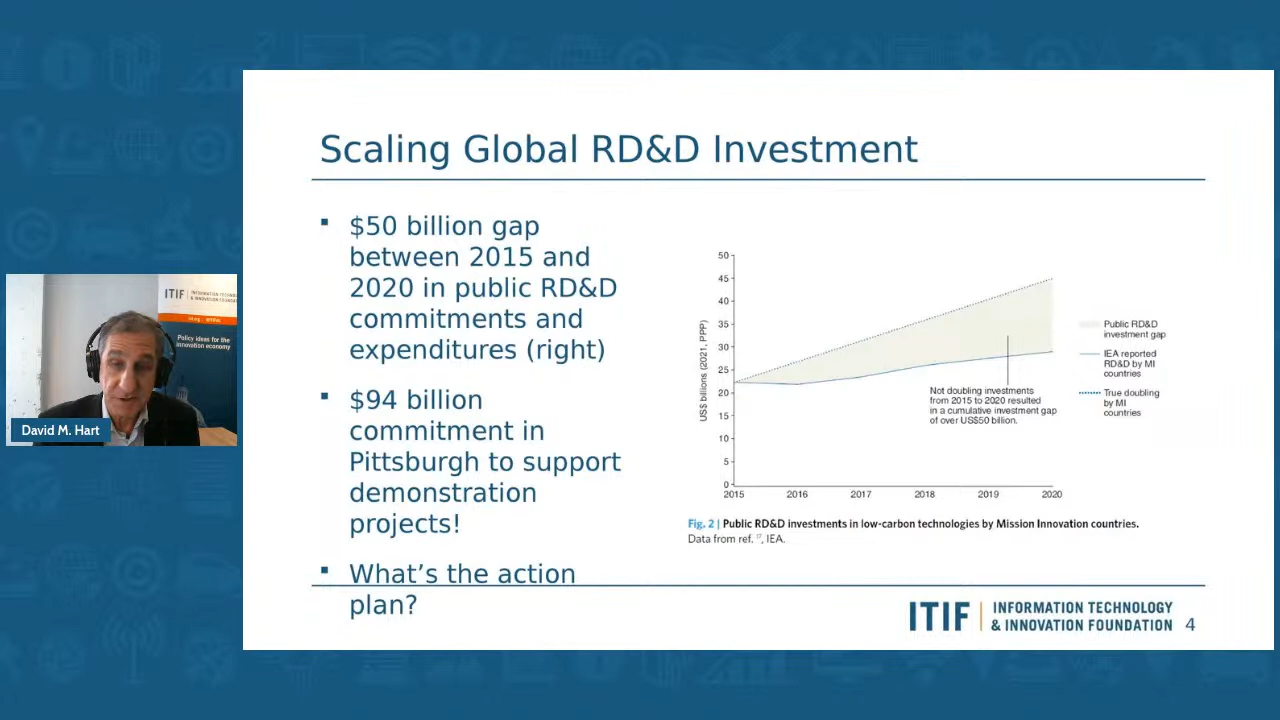 Scaling Global RD&D Investment
▪ $50 billion gap
between 2015 and
2020 in public RD&D
commitments and
expenditures (right)
▪ $94 billion
commitment in
Pittsburgh to support
demonstration
projects!
▪ What’s the action
plan?
US$ billions (2021, PPP)
50
45
40
35
30
25
20
15
10
5
0
2015 2016 2017 2018 2019 2020
Not doubling investments
from 2015 to 2020 resulted
in a cumulative investment gap
of over US$50 billion.
Public RD&D
investment gap
IEA reported
RD&D by MI
countries
True doubling
by MI
countries
Fig. 2 | Public RD&D investments in low-carbon technologies by Mission Innovation countries.
Data from ref. , IEA.
ITIF | INFORMATION TECHNOLOGY
& INNOVATION FOUNDATION 4
ITIF
Policy ideas for the
innovation economy
David M. Hart